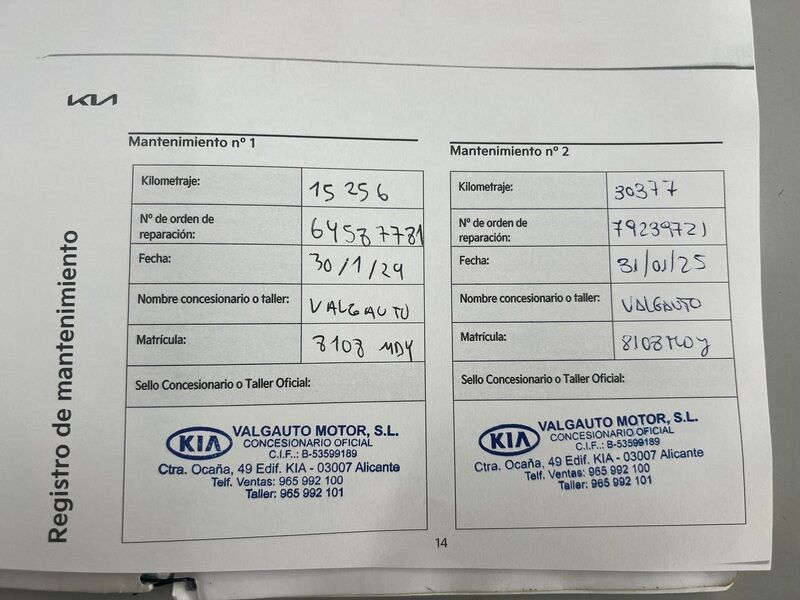 KIA
Registro de mantenimiento
Mantenimiento nº 1
Kilometraje: 15 256
Nº de orden de
reparación: 64587781
Fecha: 30/1/24
Nombre concesionario o taller: VALGAUTO
Matrícula: 8108 MDY
Sello Concesionario o Taller Oficial:
KIA VALGAUTO MOTOR, S.L.
CONCESIONARIO OFICIAL
C.I.F.: B-53599189
Ctra. Ocaña, 49 Edif. KIA - 03007 Alicante
Telf. Ventas: 965 992 100
Taller: 965 992 101
Mantenimiento nº 2
Kilometraje: 30377
Nº de orden de
reparación: 79239721
Fecha: 31/01/25
Nombre concesionario o taller: VALGAUTO
Matrícula: 8108 MDY
Sello Concesionario o Taller Oficial:
KIA VALGAUTO MOTOR, S.L.
CONCESIONARIO OFICIAL
C.I.F..: B-53599189
Ctra. Ocaña, 49 Edif. KIA - 03007 Alicante
Telf. Ventas: 965 992 100
Taller: 965 992 101
14